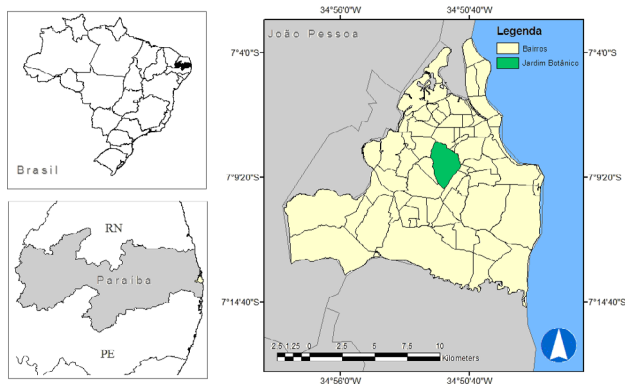 Brasil
RN
Paraíba
PE
34°56'0"W 34°50'40"W
João Pessoa
Legenda
Bairros
Jardim Botânico
7°4'0"S 7°4'0"S
7°9'20"S 7°9'20"S
7°14'40"S 7°14'40"S
2.5 1.25 0 2.5 5 7.5 10
Kilometers
34°56'0"W 34°50'40"W